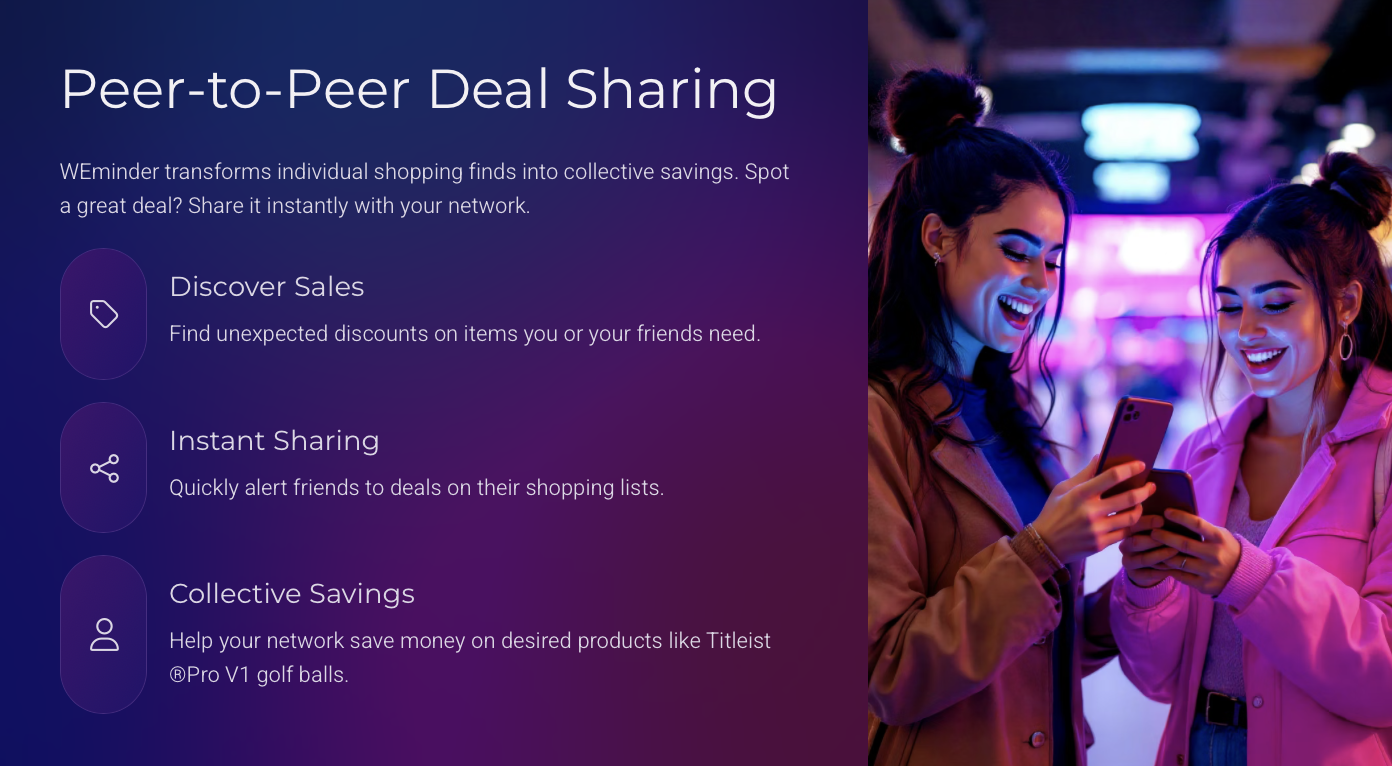 Peer-to-Peer Deal Sharing
WEminder transforms individual shopping finds into collective savings. Spot
a great deal? Share it instantly with your network.
Discover Sales
Find unexpected discounts on items you or your friends need.
Instant Sharing
Quickly alert friends to deals on their shopping lists.
Collective Savings
Help your network save money on desired products like Titleist
®Pro V1 golf balls.